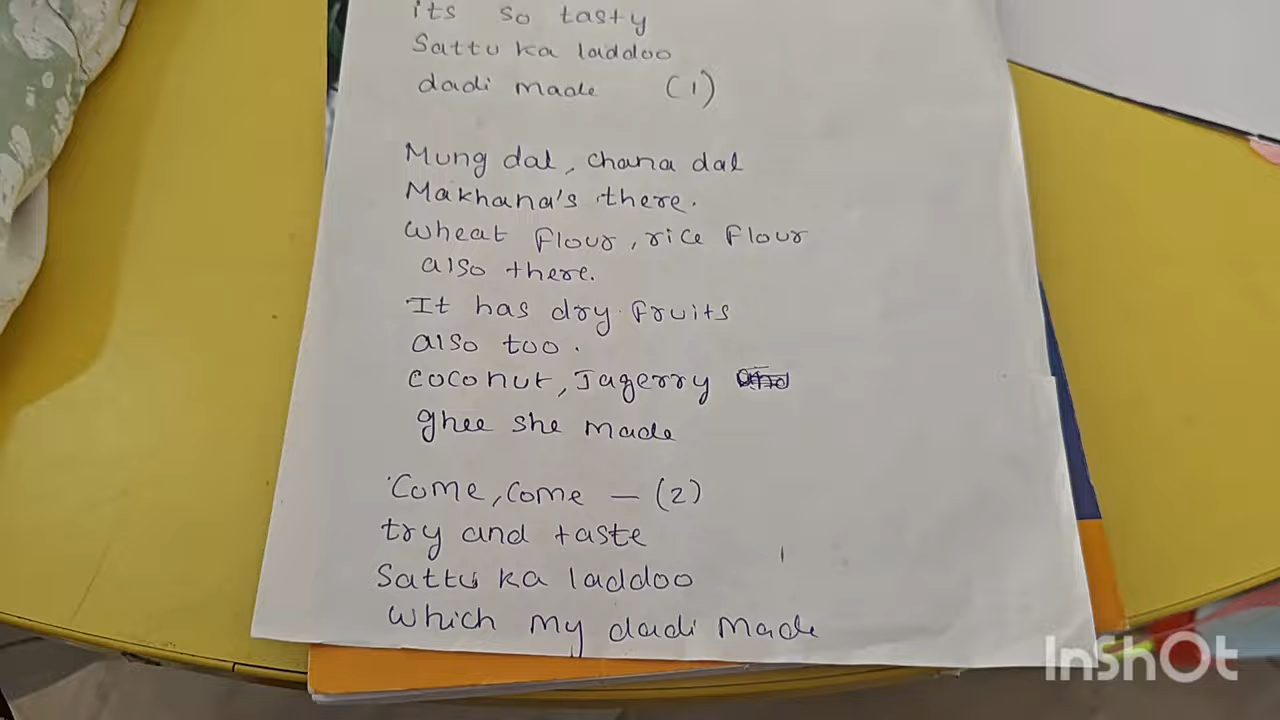 its so tasty
Sattu ka laddoo
dadi made (1)
Mung dal, chana dal
Makhana's there.
wheat flour, rice flour
also there.
It has dry fruits
also too.
coconut, Jagerry
ghee she made
Come, Come — (2)
try and taste
Sattu ka laddoo
which my dadi made
InShOt